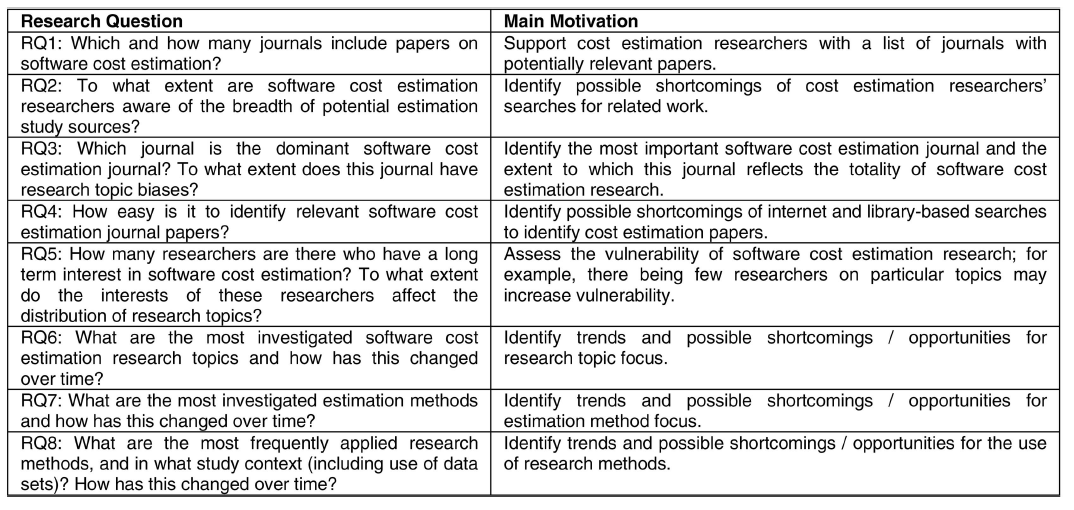 Research Question
Main Motivation
RQ1: Which and how many journals include papers on
software cost estimation?
Support cost estimation researchers with a list of journals with
potentially relevant papers.
RQ2: To what extent are software cost estimation
researchers aware of the breadth of potential estimation
study sources?
Identify possible shortcomings of cost estimation researchers'
searches for related work.
RQ3: Which journal is the dominant software cost
estimation journal? To what extent does this journal have
research topic biases?
Identify the most important software cost estimation journal and the
extent to which this journal reflects the totality of software cost
estimation research.
RQ4: How easy is it to identify relevant software cost
estimation journal papers?
Identify possible shortcomings of internet and library-based searches
to identify cost estimation papers.
RQ5: How many researchers are there who have a long
term interest in software cost estimation? To what extent
do the interests of these researchers affect the
distribution of research topics?
Assess the vulnerability of software cost estimation research; for
example, there being few researchers on particular topics may
increase vulnerability.
RQ6: What are the most investigated software cost
estimation research topics and how has this changed
over time?
Identify trends and possible shortcomings / opportunities for
research topic focus.
RQ7: What are the most investigated estimation methods
and how has this changed over time?
Identify trends and possible shortcomings / opportunities for
estimation method focus.
RQ8: What are the most frequently applied research
methods, and in what study context (including use of data
sets)? How has this changed over time?
Identify trends and possible shortcomings / opportunities for the use
of research methods.